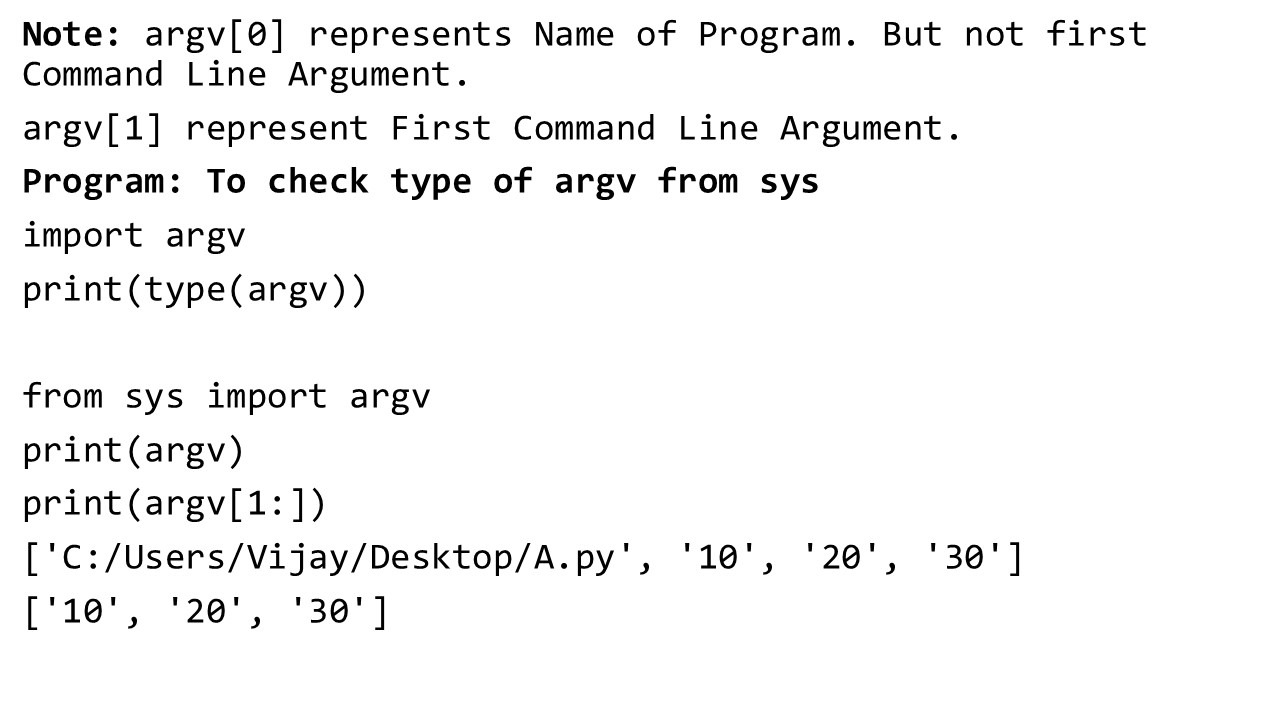 Note: argv[0] represents Name of Program. But not first
Command Line Argument.
argv[1] represent First Command Line Argument.
Program: To check type of argv from sys
import argv
print(type(argv))
from sys import argv
print(argv)
print(argv[1:])
['C:/Users/Vijay/Desktop/A.py', '10', '20', '30']
['10', '20', '30']